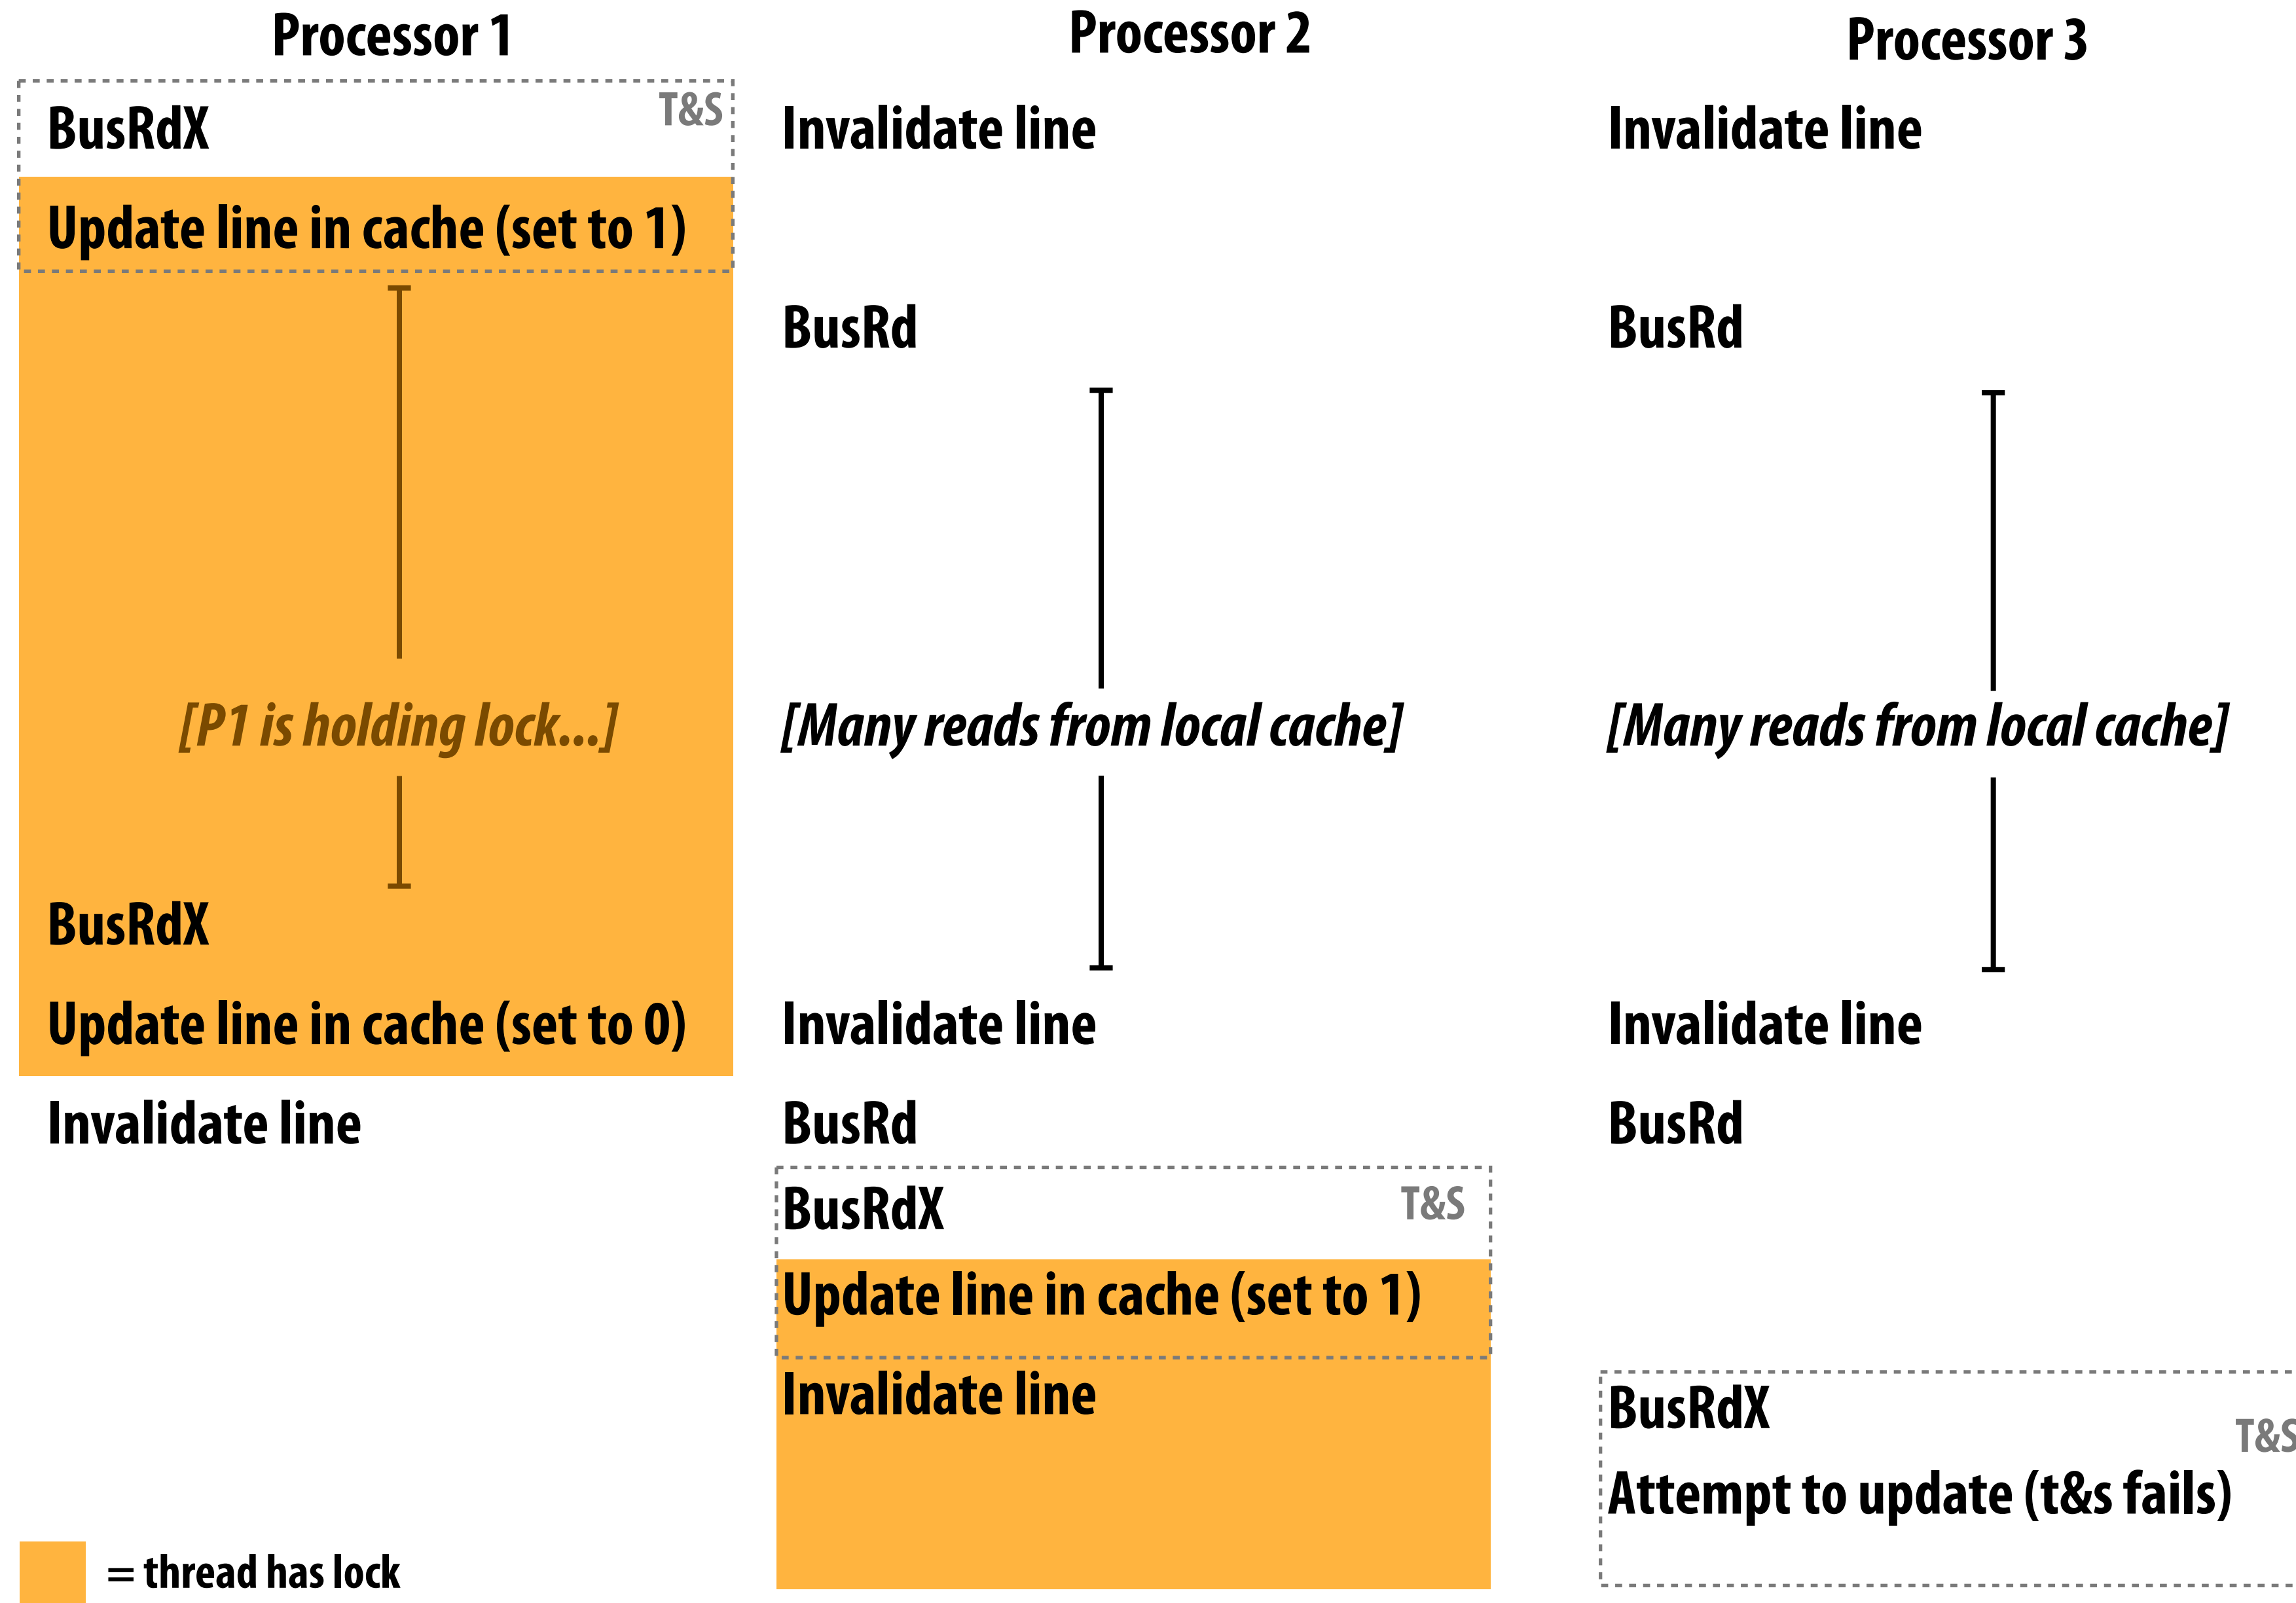 Processor 1
Processor 2
Processor 3
BusRdX
T&S
Invalidate line
Invalidate line
Update line in cache (set to 1)
BusRd
BusRd
[P1 is holding lock...]
[Many reads from local cache]
[Many reads from local cache]
BusRdX
Update line in cache (set to 0)
Invalidate line
Invalidate line
Invalidate line
BusRd
BusRd
BusRdX
T&S
Update line in cache (set to 1)
Invalidate line
BusRdX
T&S
Attempt to update (t&s fails)
= thread has lock